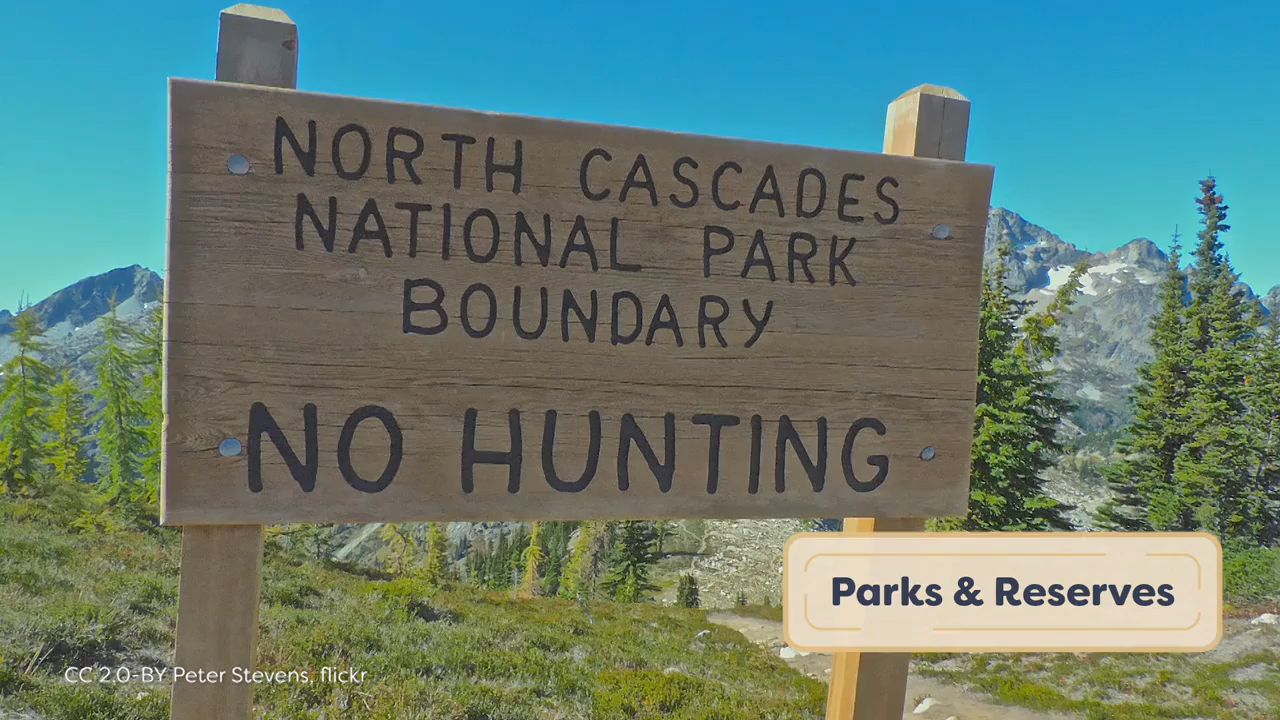 NORTH CASCADES
NATIONAL PARK
BOUNDARY
NO HUNTING
Parks & Reserves
CC 2.0-BY Peter Stevens, flickr